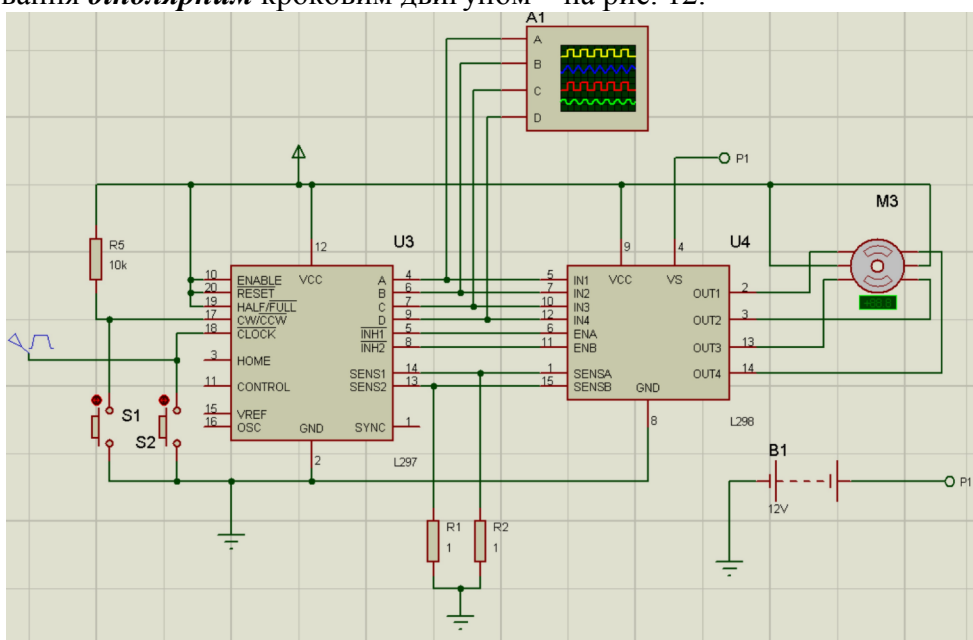 вання біполярним кроковим двигуном – на рис. 12.
A1
A
B
C
D
P1
M3
R5
10k
12
U3
9
4
U4
10 ENABLE VCC A 4
20 RESET B 6
19 HALF/FULL C 7
17 CW/CCW D 9
18 CLOCK INH1 5
INH2 8
3 HOME
SENS1 14
11 CONTROL SENS2 13
15 VREF
16 OSC GND SYNC 1
2
L297
5 IN1 VCC VS
7 IN2 OUT1 2
10 IN3
12 IN4 OUT2 3
6 ENA
11 ENB OUT3 13
1 SENSA OUT4 14
15 SENSB GND
8
L298
S1
S2
B1
12V
P1
R1
1
R2
1